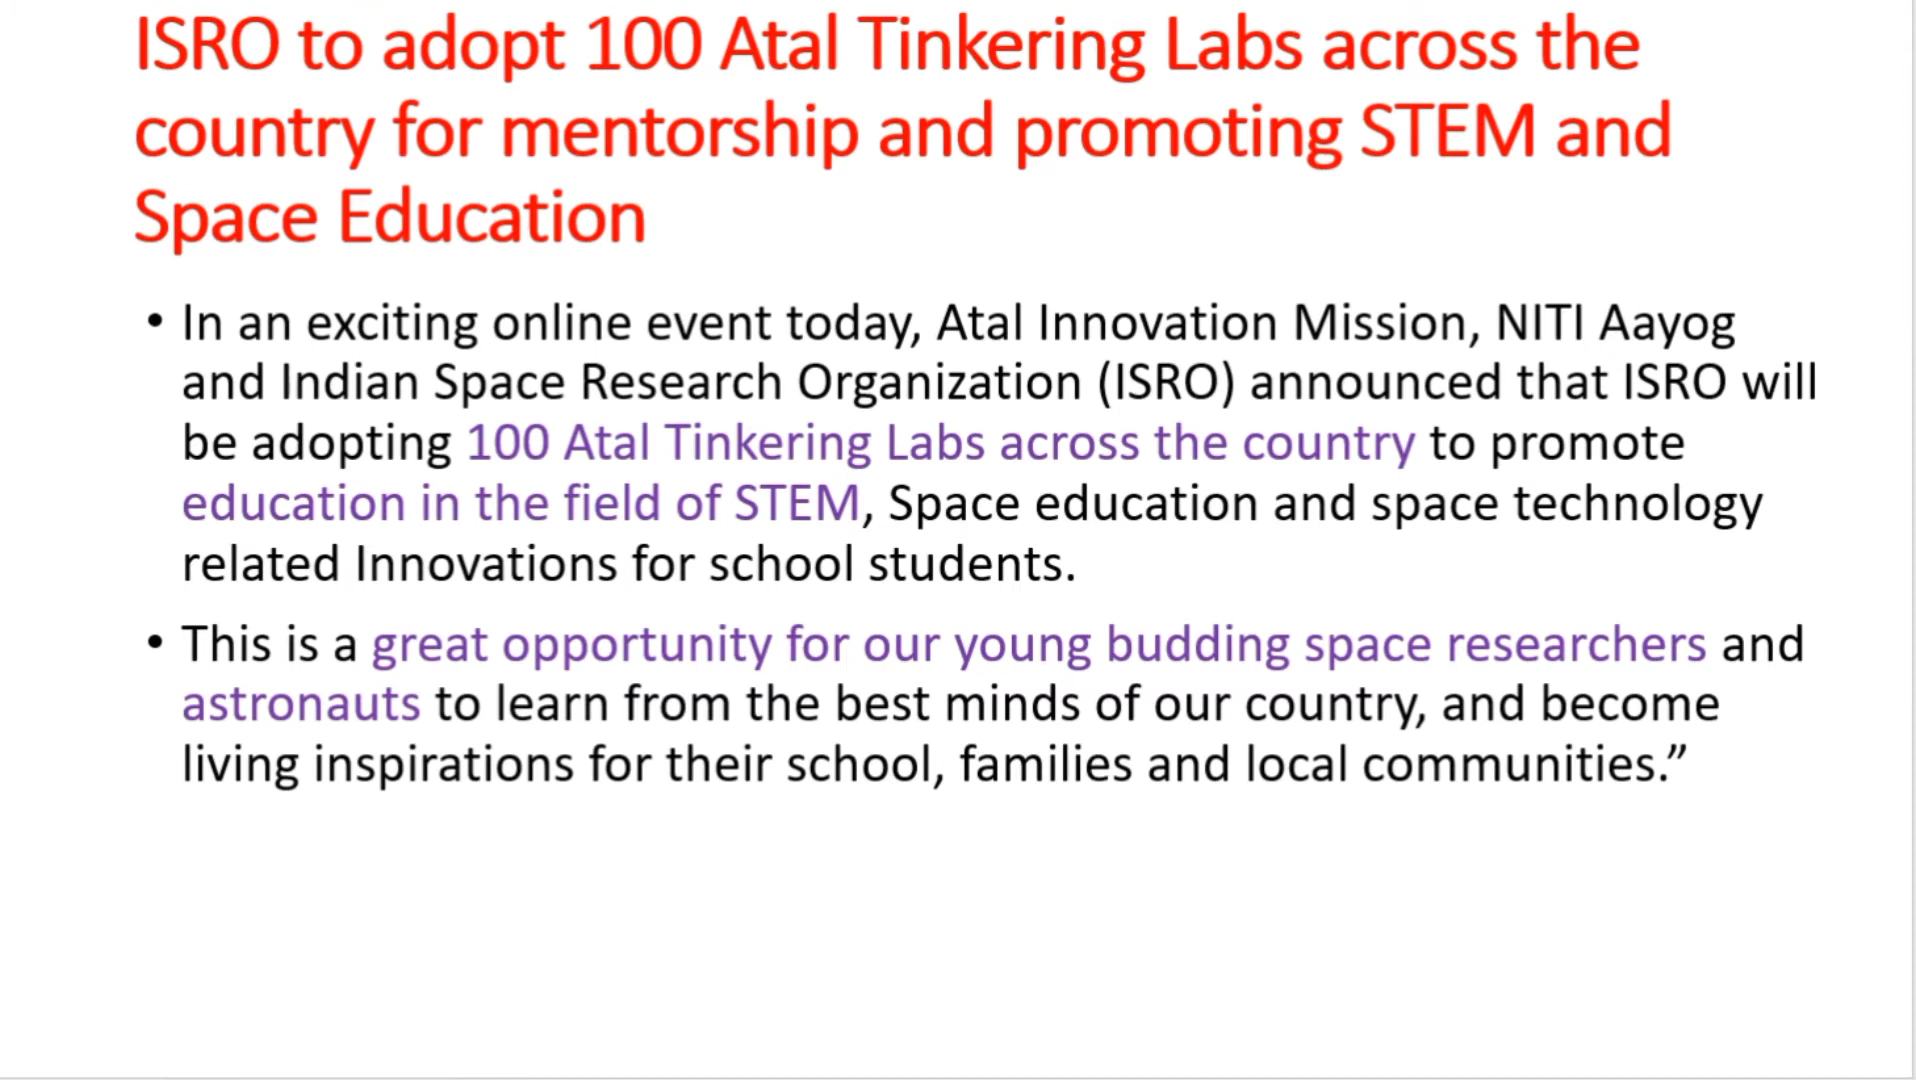 ISRO to adopt 100 Atal Tinkering Labs across the
country for mentorship and promoting STEM and
Space Education
• In an exciting online event today, Atal Innovation Mission, NITI Aayog
and Indian Space Research Organization (ISRO) announced that ISRO will
be adopting 100 Atal Tinkering Labs across the country to promote
education in the field of STEM, Space education and space technology
related Innovations for school students.
• This is a great opportunity for our young budding space researchers and
astronauts to learn from the best minds of our country, and become
living inspirations for their school, families and local communities.”